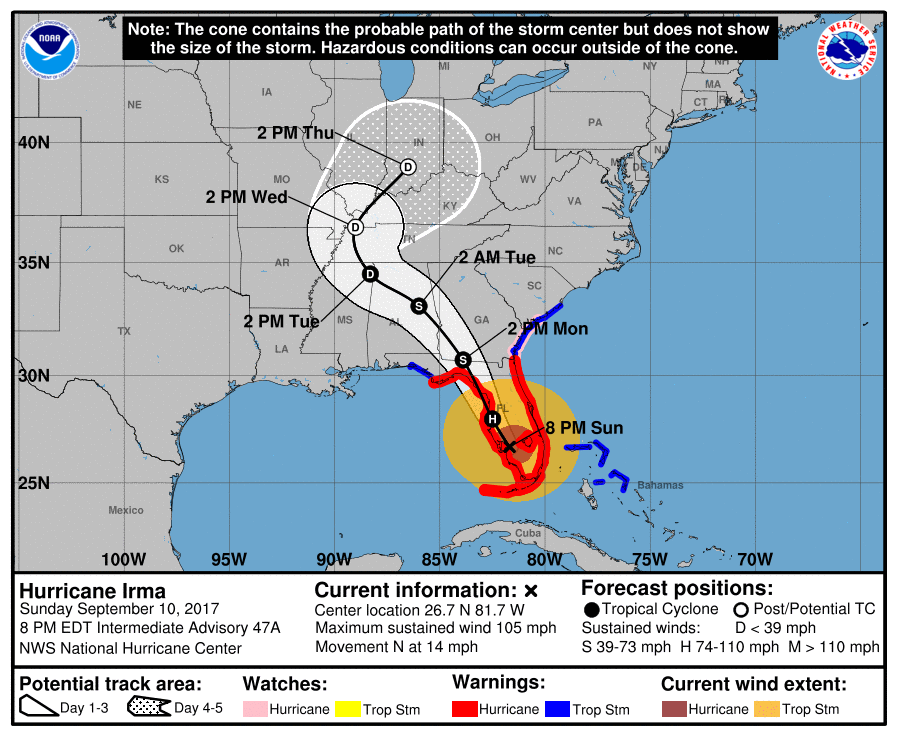 Note: The cone contains the probable path of the storm center but does not show
the size of the storm. Hazardous conditions can occur outside of the cone.
NOAA
NATIONAL WEATHER SERVICE
MI
NY
NH
MA
CT
NE
IA
PA
NJ
40N
2 PM Thu
IN
OH
DE
KS
MO
WV
2 PM Wed
KY
VA
TN
35N
OK
AR
2 AM Tue
NC
SC
2 PM Tue
MS
GA
2 PM Mon
TX
LA
30N
FL
8 PM Sun
25N
Bahamas
Mexico
Cuba
100W 95W 90W 85W 80W 75W 70W
D
D
D
S
S
H
Hurricane Irma
Sunday September 10, 2017
8 PM EDT Intermediate Advisory 47A
NWS National Hurricane Center
Current information:
Center location 26.7 N 81.7 W
Maximum sustained wind 105 mph
Movement N at 14 mph
Forecast positions:
Tropical Cyclone Post/Potential TC
Sustained winds: D < 39 mph
S 39-73 mph H 74-110 mph M > 110 mph
Potential track area:
Day 1-3 Day 4-5
Watches:
Hurricane Trop Stm
Warnings:
Hurricane Trop Stm
Current wind extent:
Hurricane Trop Stm